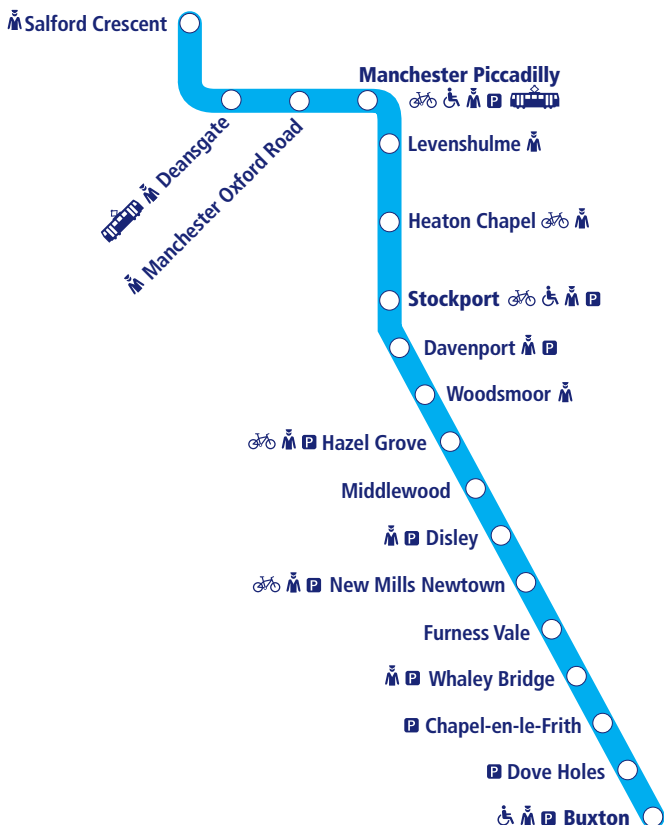 Salford Crescent
Manchester Piccadilly
P
Deansgate
Manchester Oxford Road
Levenshulme
Heaton Chapel
Stockport P
Davenport P
Woodsmoor
P Hazel Grove
Middlewood
P Disley
P New Mills Newtown
Furness Vale
P Whaley Bridge
P Chapel-en-le-Frith
P Dove Holes
P Buxton